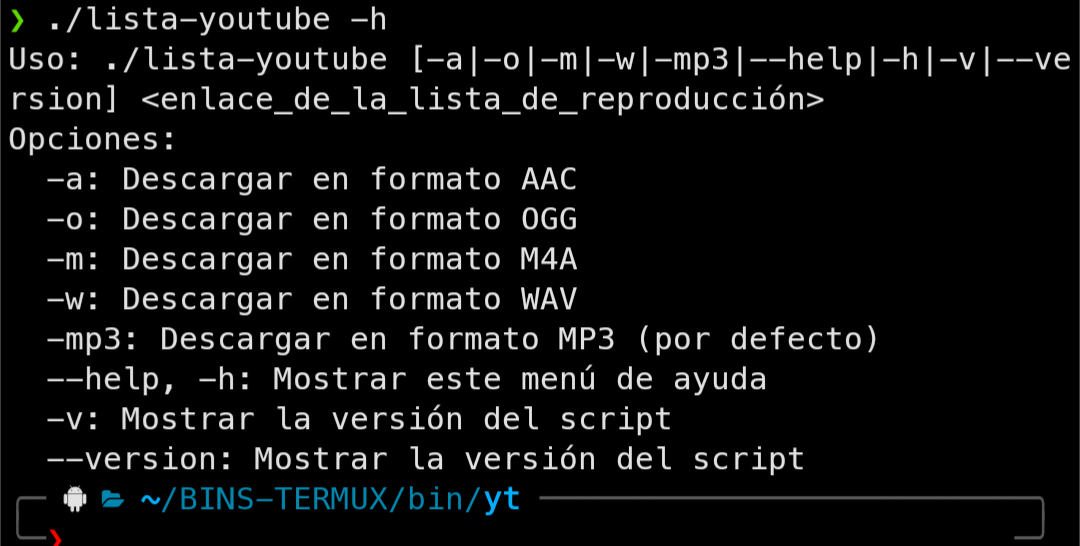 ❯ ./lista-youtube -h
Uso: ./lista-youtube [-a|-o|-m|-w|-mp3|--help|-h|-v|--ve
rsion] <enlace_de_la_lista_de_reproducción>
Opciones:
-a: Descargar en formato AAC
-o: Descargar en formato OGG
-m: Descargar en formato M4A
-w: Descargar en formato WAV
-mp3: Descargar en formato MP3 (por defecto)
--help, -h: Mostrar este menú de ayuda
-v: Mostrar la versión del script
--version: Mostrar la versión del script
~/BINS-TERMUX/bin/yt
❯